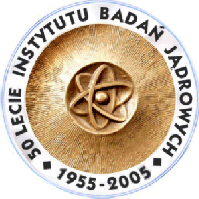 50 LECIE INSTYTUTU BADAŃ JĄDROWYCH
1955-2005